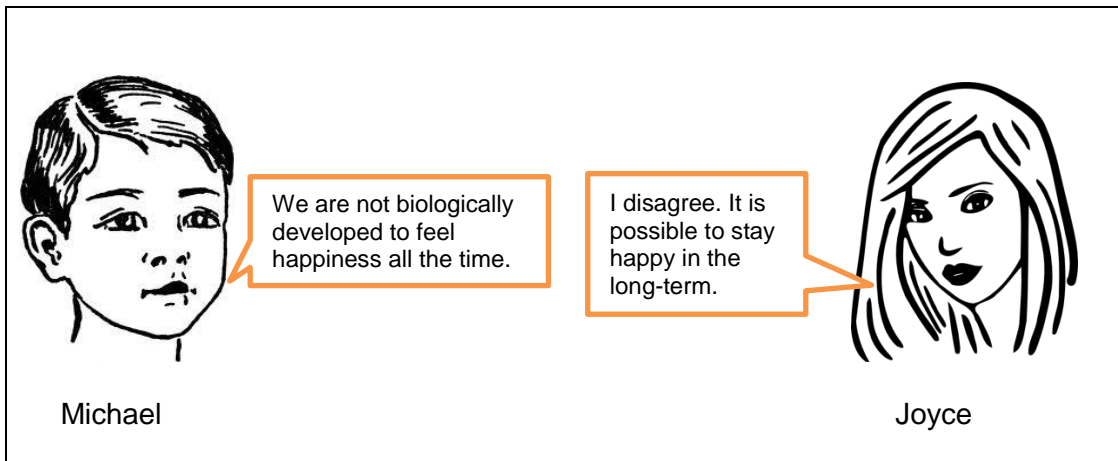 We are not biologically
developed to feel
happiness all the time.
I disagree. It is
possible to stay
happy in the
long-term.
Michael
Joyce